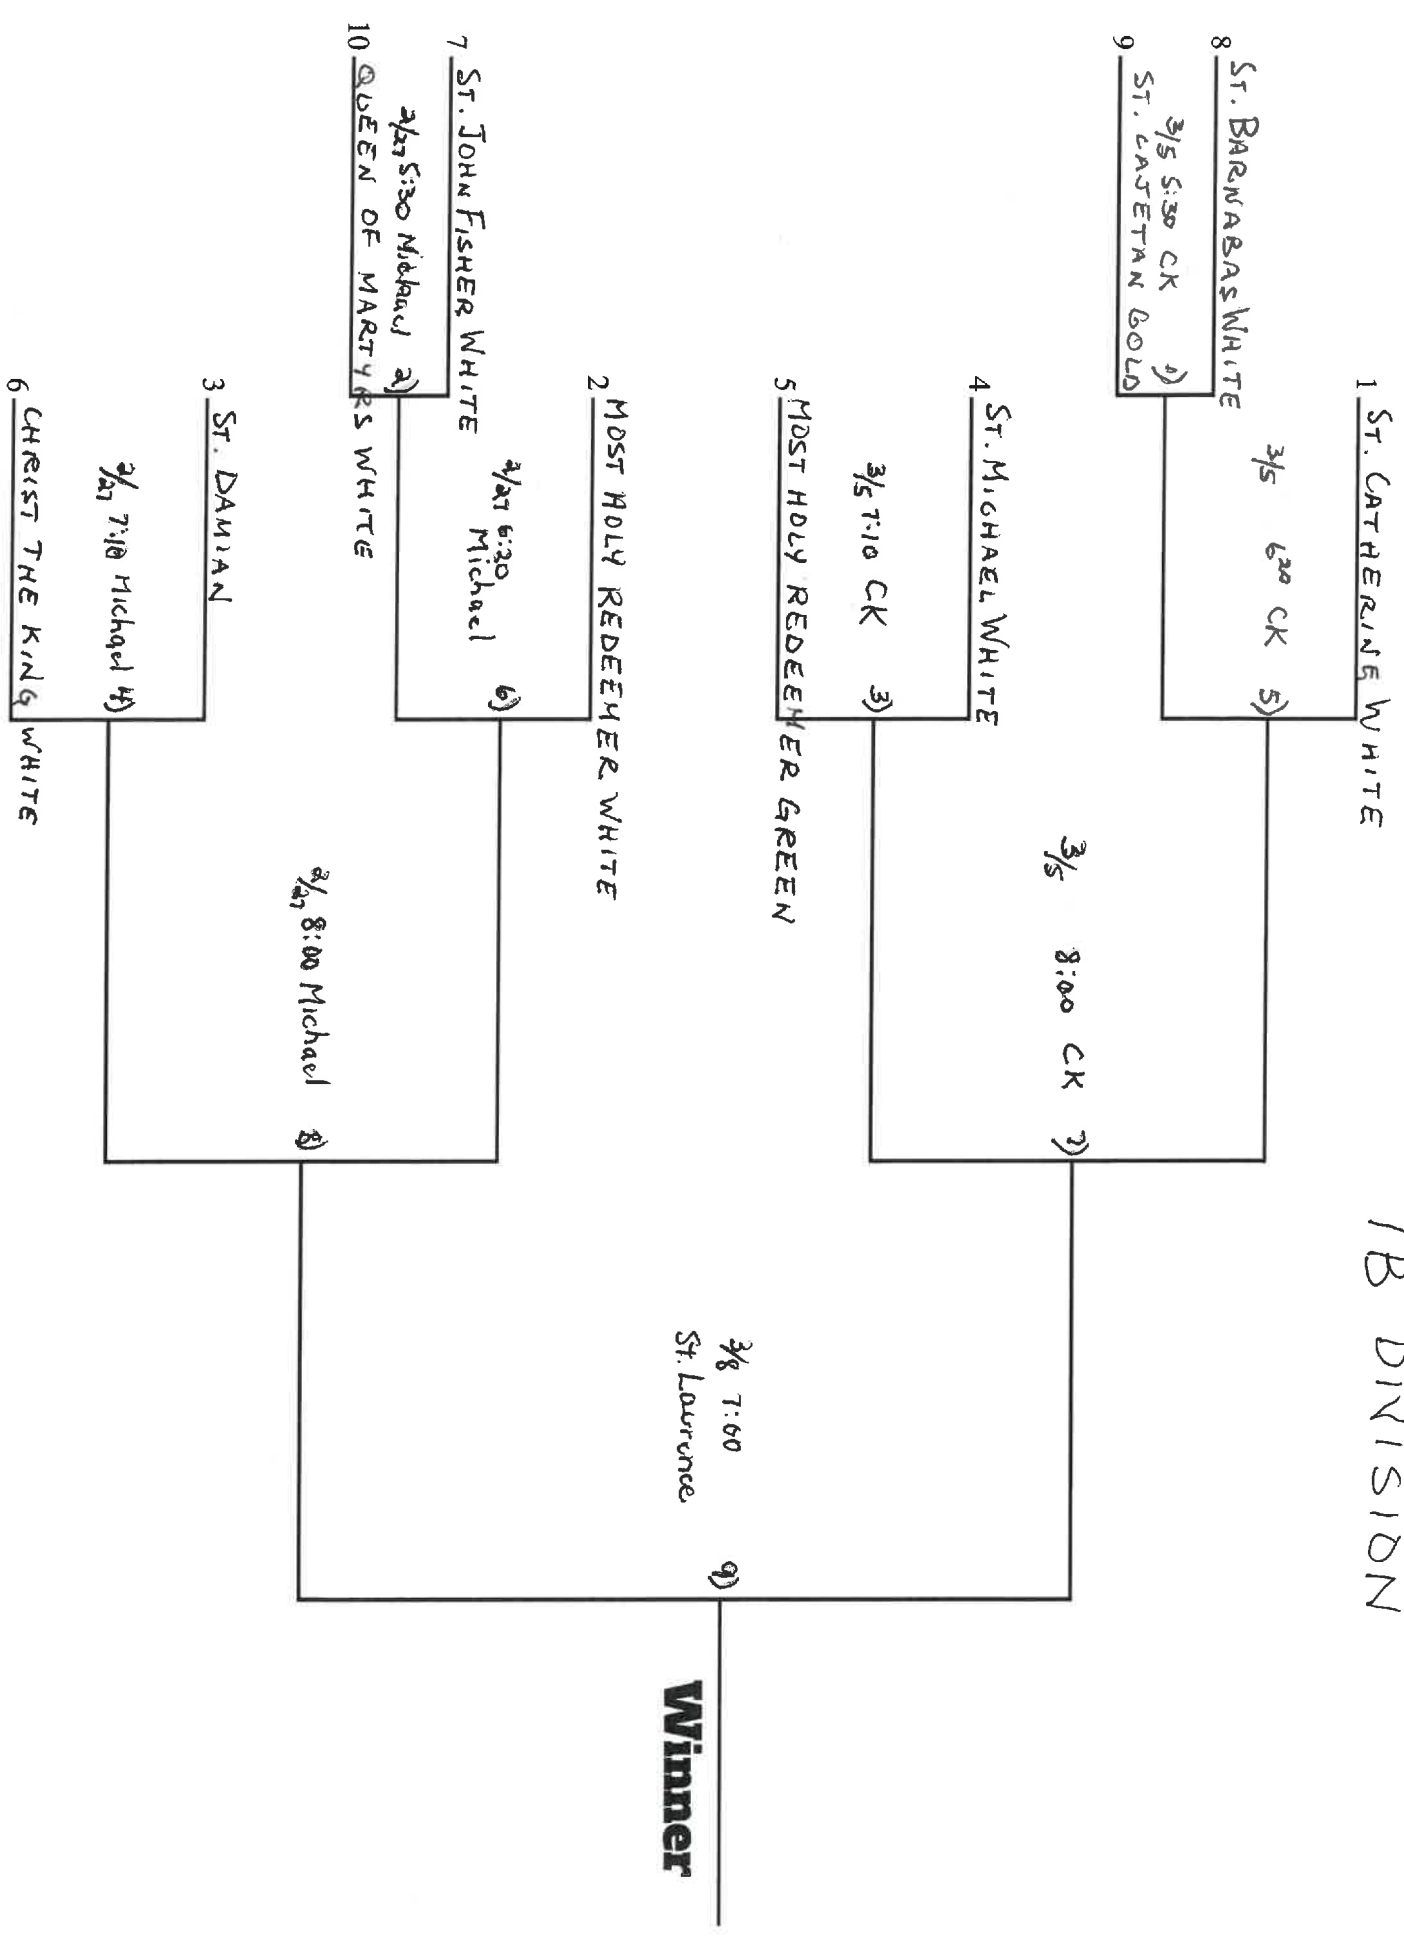 1B DIVISION
1 ST. CATHERINE WHITE
3/5 620 CK 5)
8 ST. BARNABAS WHITE
3/5 5:30 CK 1)
9 ST. CAJETAN GOLD
3/5 8:00 CK 7)
4 ST. MICHAEL WHITE
3/5 7:10 CK 3)
5 MOST HOLY REDEEMER GREEN
3/8 7:00
St. Laurence
9)
Winner
2 MOST HOLY REDEEMER WHITE
2/27 6:20
Michael
6)
7 ST. JOHN FISHER WHITE
2/27 5:30 Michael 2)
10 QUEEN OF MARTYRS WHITE
2/27 8:00 Michael 8)
3 ST. DAMIAN
2/27 7:10 Michael 4)
6 CHRIST THE KING WHITE